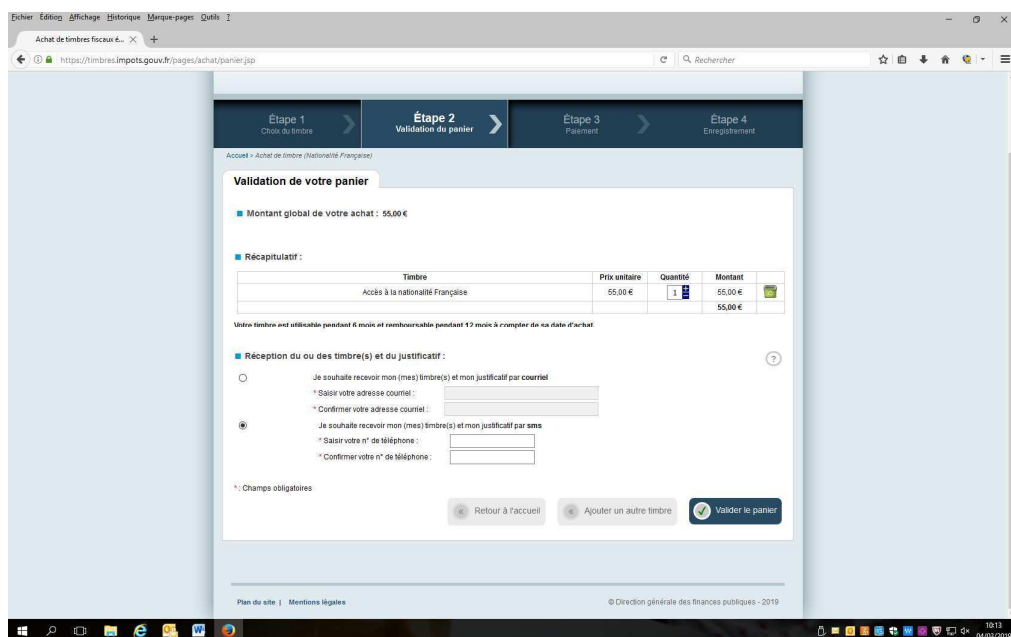 Fichier Édition Affichage Historique Marque-pages Outils ?
Achat de timbres fiscaux é...
https://timbres.impots.gouv.fr/pages/achat/panier.jsp
Rechercher
Étape 1
Choix du timbre
Étape 2
Validation du panier
Étape 3
Paiement
Étape 4
Enregistrement
Accueil > Achat de timbre (Nationalité Française)
Validation de votre panier
Montant global de votre achat : 55,00 €
Récapitulatif :
Timbre Prix unitaire Quantité Montant
Accès à la nationalité Française 55,00 € 1 55,00 €
55,00 €
Votre timbre est utilisable pendant 6 mois et remboursable pendant 12 mois à compter de sa date d'achat.
Réception du ou des timbre(s) et du justificatif :
?
Je souhaite recevoir mon (mes) timbre(s) et mon justificatif par courriel
* Saisir votre adresse courriel :
* Confirmer votre adresse courriel :
Je souhaite recevoir mon (mes) timbre(s) et mon justificatif par sms
* Saisir votre n° de téléphone :
* Confirmer votre n° de téléphone :
* : Champs obligatoires
Retour à l'accueil
Ajouter un autre timbre
Valider le panier
Plan du site | Mentions légales
© Direction générale des finances publiques - 2019
10:13
04/03/2019